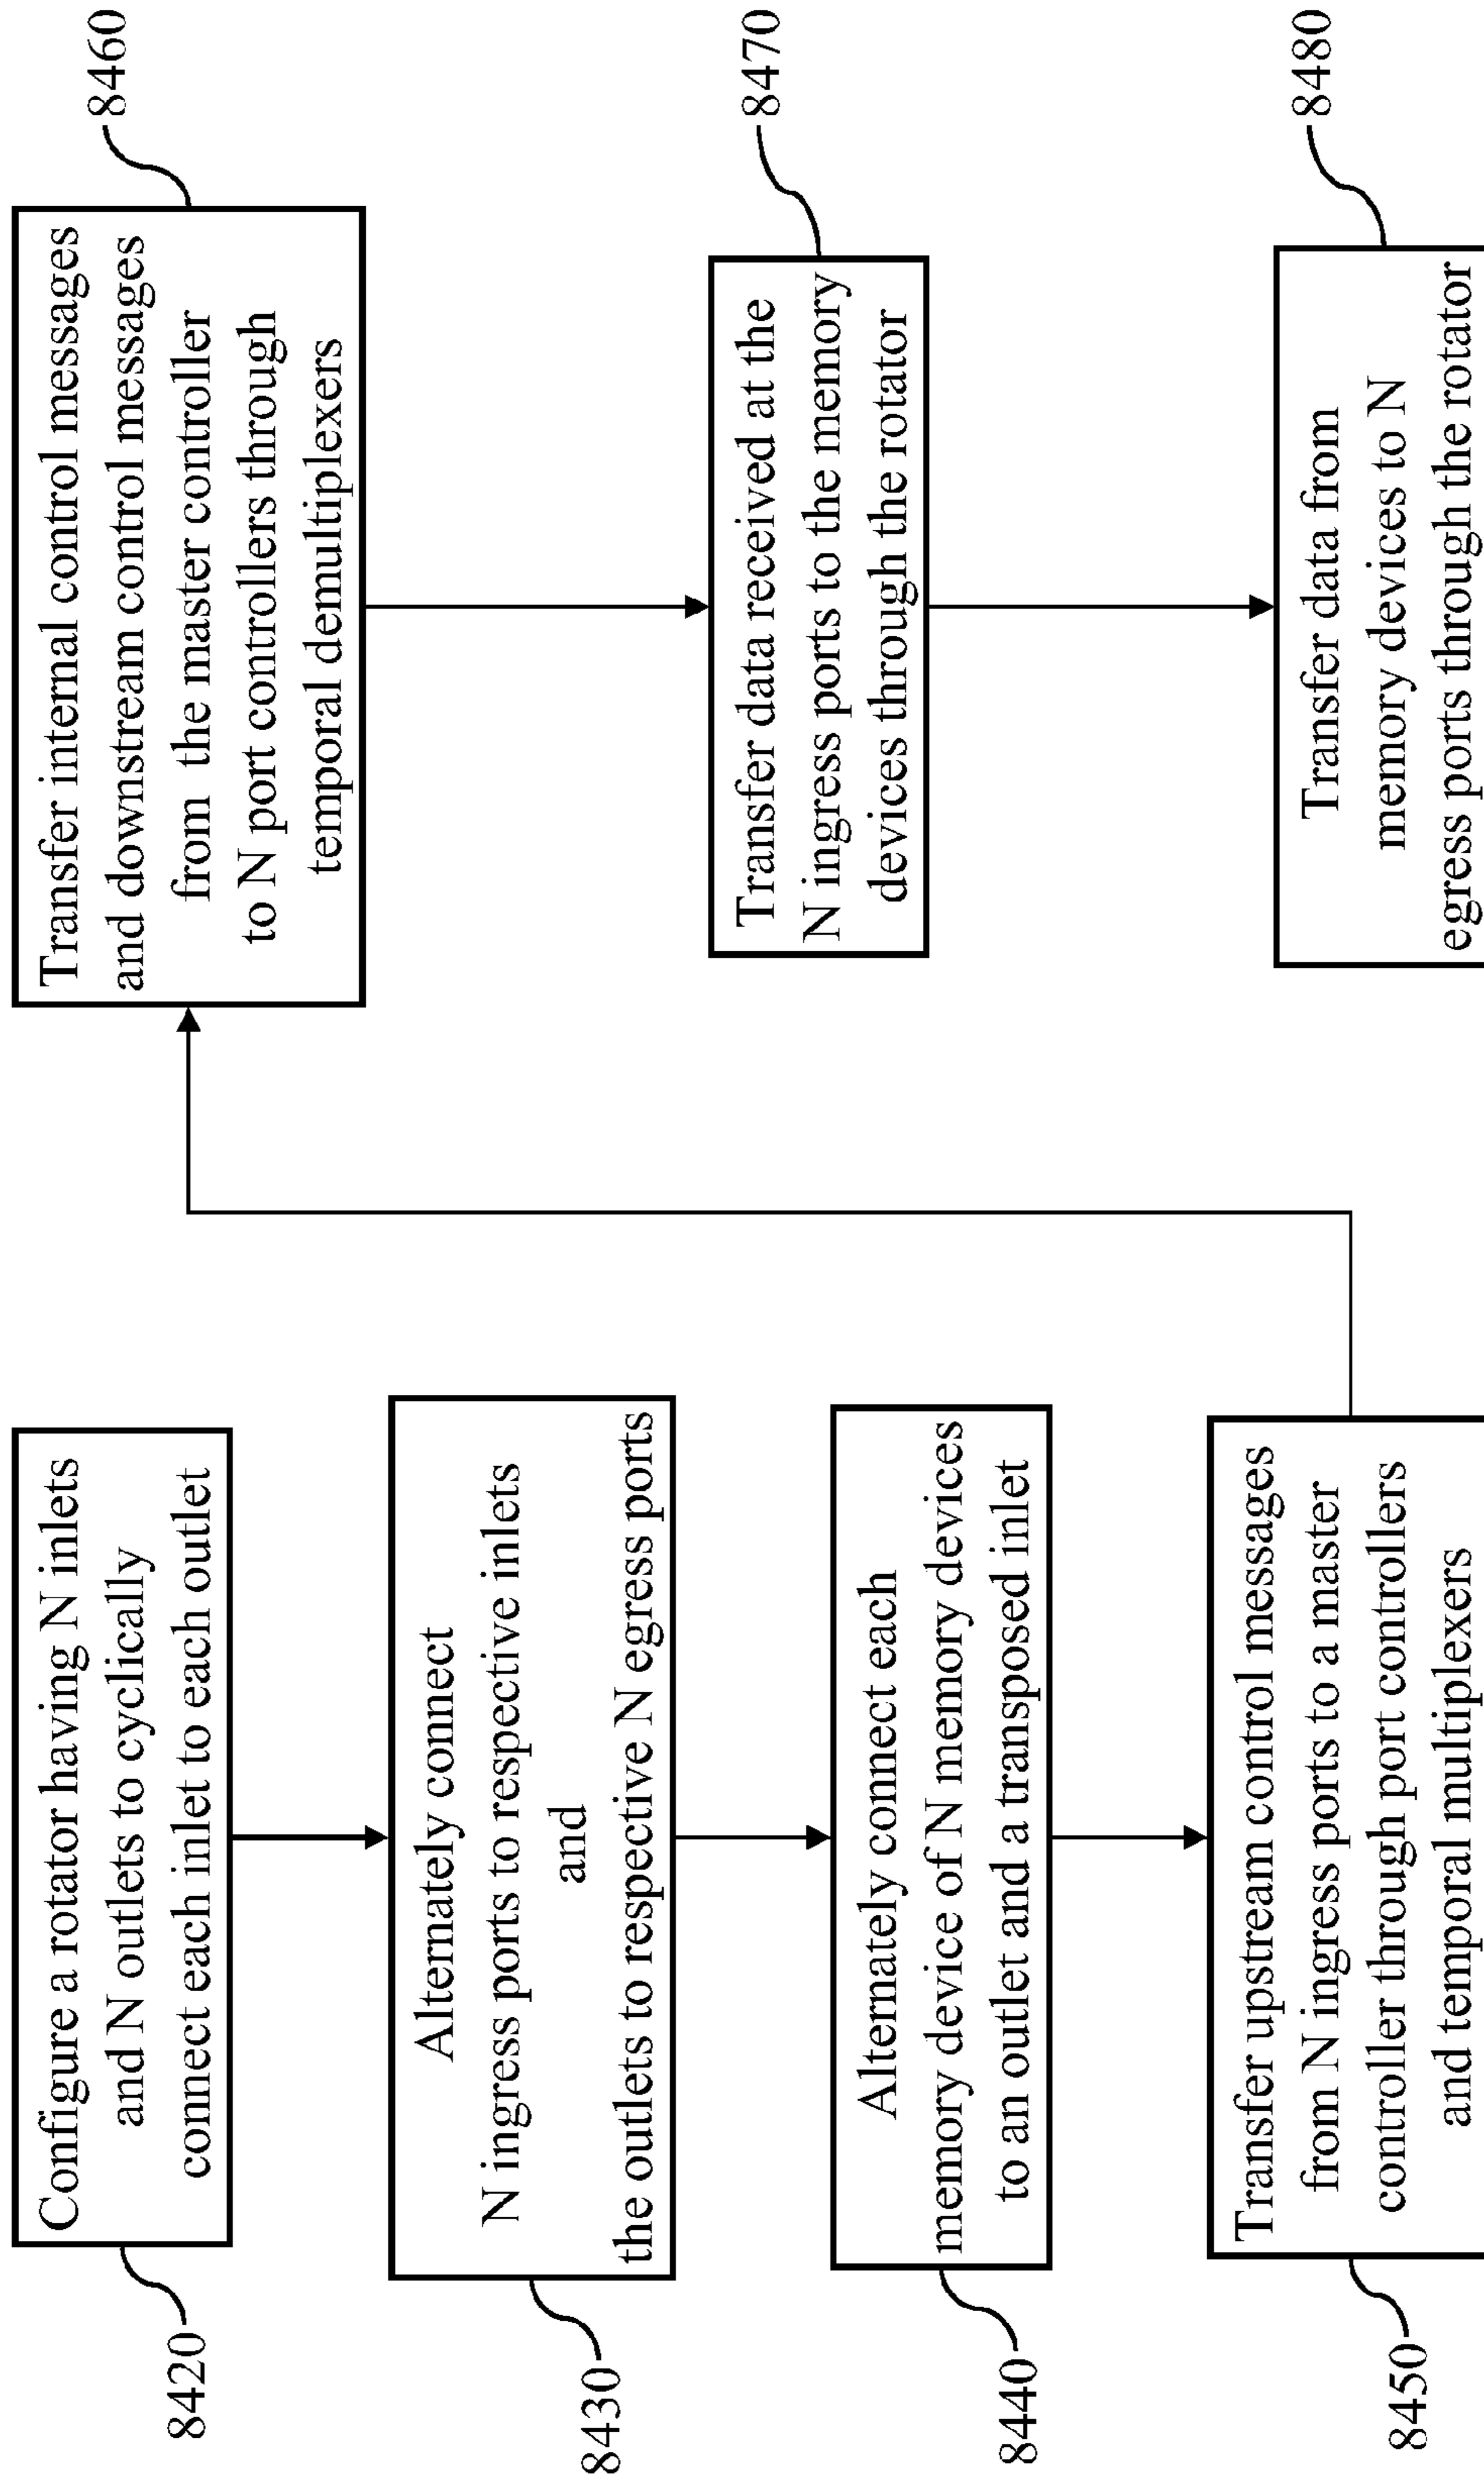 8420
Configure a rotator having N inlets
and N outlets to cyclically
connect each inlet to each outlet
8430
Alternately connect
N ingress ports to respective inlets
and
the outlets to respective N egress ports
8440
Alternately connect each
memory device of N memory devices
to an outlet and a transposed inlet
8450
Transfer upstream control messages
from N ingress ports to a master
controller through port controllers
and temporal multiplexers
8460
Transfer internal control messages
and downstream control messages
from the master controller
to N port controllers through
temporal demultiplexers
8470
Transfer data received at the
N ingress ports to the memory
devices through the rotator
8480
Transfer data from
memory devices to N
egress ports through the rotator